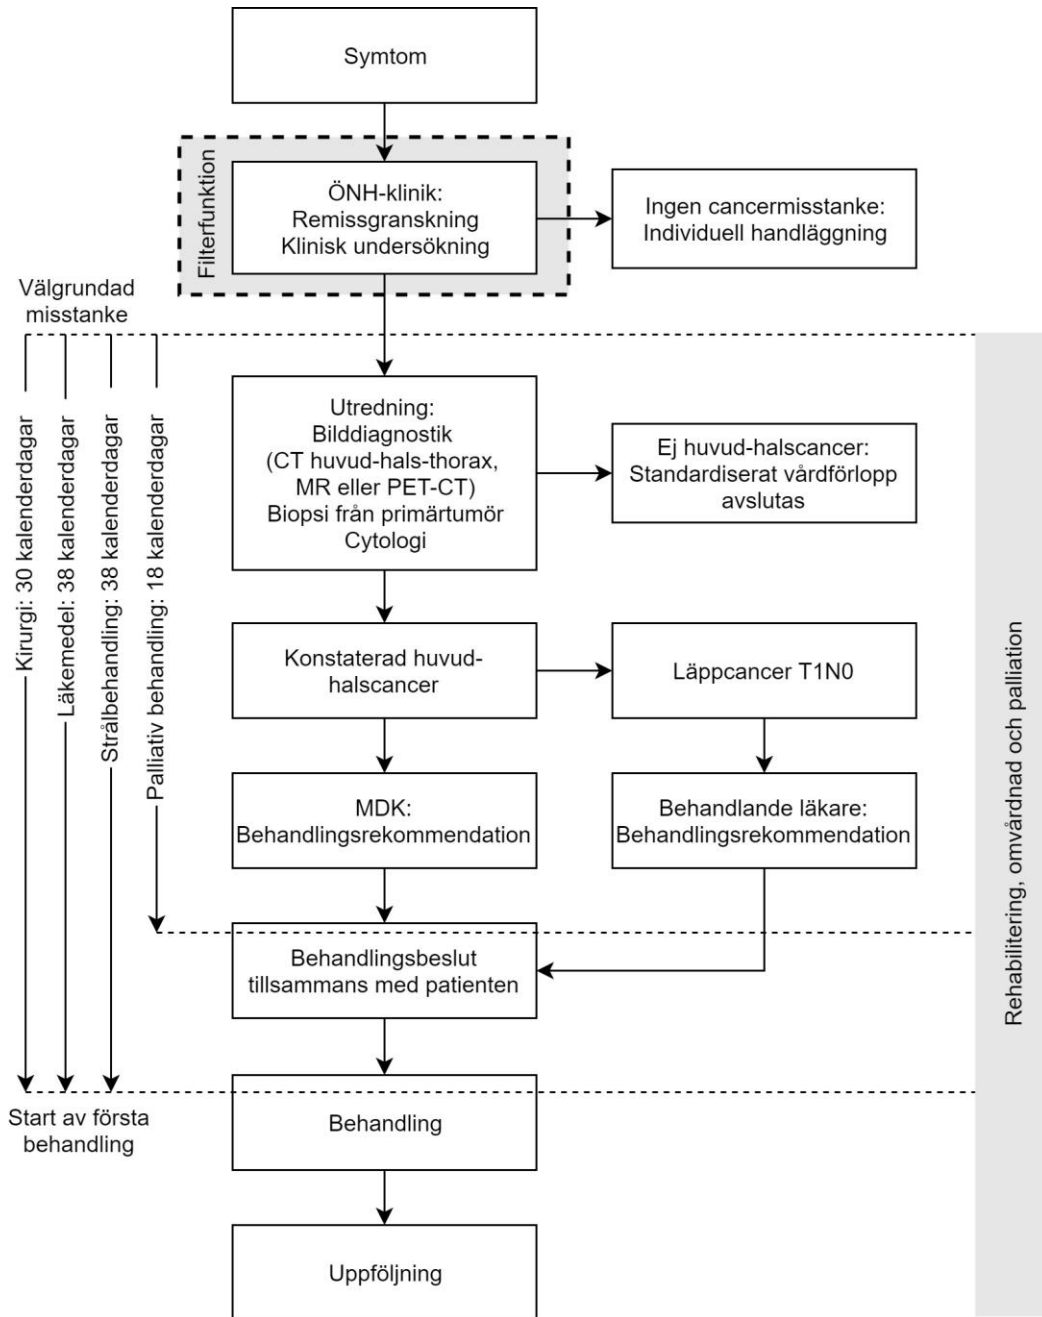 Symtom
Filterfunktion
ÖNH-klinik:
Remissgranskning
Klinisk undersökning
Ingen cancermisstanke:
Individuell handläggning
Välgrundad
misstanke
Kirurgi: 30 kalenderdagar
Läkemedel: 38 kalenderdagar
Strålbehandling: 38 kalenderdagar
Palliativ behandling: 18 kalenderdagar
Utredning:
Bilddiagnostik
(CT huvud-hals-thorax,
MR eller PET-CT)
Biopsi från primärtumör
Cytologi
Ej huvud-halscancer:
Standardiserat vårdförlopp
avslutas
Konstaterad huvud-
halscancer
Läppcancer T1N0
MDK:
Behandlingsrekommendation
Behandlande läkare:
Behandlingsrekommendation
Behandlingsbeslut
tillsammans med patienten
Start av första
behandling
Behandling
Uppföljning
Rehabilitering, omvårdnad och palliation